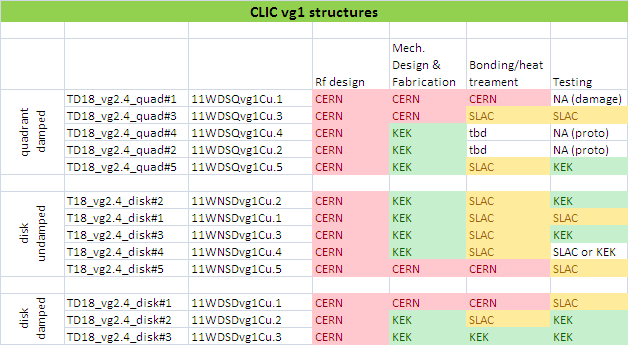 CLIC vg1 structures
Rf design Mech. Design & Fabrication Bonding/heat treament Testing
quadrant damped
TD18_vg2.4_quad#1 11WDSQvg1Cu.1 CERN CERN CERN NA (damage)
TD18_vg2.4_quad#3 11WDSQvg1Cu.3 CERN CERN SLAC SLAC
TD18_vg2.4_quad#4 11WDSQvg1Cu.4 CERN KEK tbd NA (proto)
TD18_vg2.4_quad#2 11WDSQvg1Cu.2 CERN KEK tbd NA (proto)
TD18_vg2.4_quad#5 11WDSQvg1Cu.5 CERN KEK SLAC KEK
disk undamped
T18_vg2.4_disk#2 11WNSDvg1Cu.2 CERN KEK SLAC KEK
T18_vg2.4_disk#1 11WNSDvg1Cu.1 CERN KEK SLAC SLAC
T18_vg2.4_disk#3 11WNSDvg1Cu.3 CERN KEK SLAC KEK
T18_vg2.4_disk#4 11WNSDvg1Cu.4 CERN KEK SLAC SLAC or KEK
T18_vg2.4_disk#5 11WNSDvg1Cu.5 CERN CERN CERN SLAC
disk damped
TD18_vg2.4_disk#1 11WDSDvg1Cu.1 CERN CERN CERN SLAC
TD18_vg2.4_disk#2 11WDSDvg1Cu.2 CERN KEK SLAC KEK
TD18_vg2.4_disk#3 11WDSDvg1Cu.3 CERN KEK KEK KEK